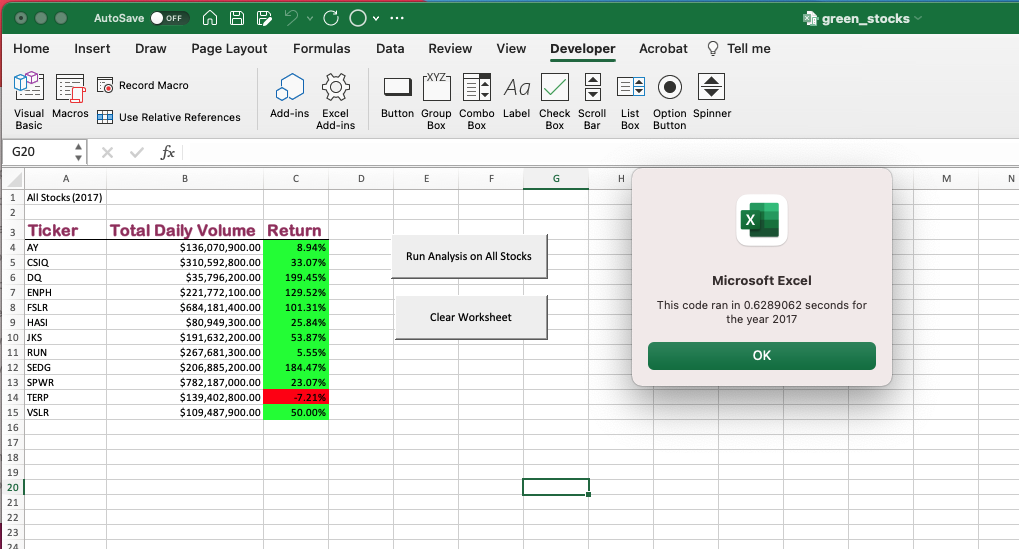 AutoSave OFF
green_stocks
Home Insert Draw Page Layout Formulas Data Review View Developer Acrobat Tell me
Visual Basic
Macros
Record Macro
Use Relative References
Add-ins
Excel Add-ins
Button
Group Box
Combo Box
Label
Check Box
Scroll Bar
List Box
Option Button
Spinner
XYZ
Aa
G20
fx
A B C D E F G H M N
1 All Stocks (2017)
2
3 Ticker Total Daily Volume Return
4 AY $136,070,900.00 8.94%
5 CSIQ $310,592,800.00 33.07%
6 DQ $35,796,200.00 199.45%
7 ENPH $221,772,100.00 129.52%
8 FSLR $684,181,400.00 101.31%
9 HASI $80,949,300.00 25.84%
10 JKS $191,632,200.00 53.87%
11 RUN $267,681,300.00 5.55%
12 SEDG $206,885,200.00 184.47%
13 SPWR $782,187,000.00 23.07%
14 TERP $139,402,800.00 -7.21%
15 VSLR $109,487,900.00 50.00%
16
17
18
19
20
21
22
23
24
Run Analysis on All Stocks
Clear Worksheet
X
Microsoft Excel
This code ran in 0.6289062 seconds for
the year 2017
OK